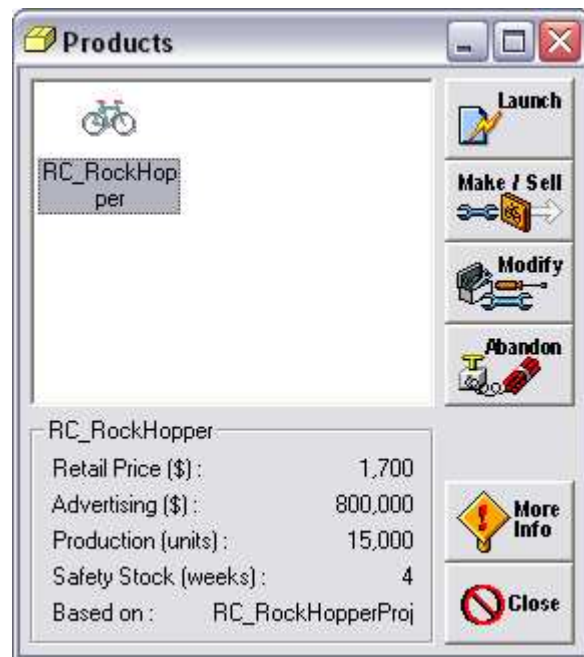 Products
RC_RockHop
per
Launch
Make / Sell
Modify
Abandon
RC_RockHopper
Retail Price ($) : 1,700
Advertising ($) : 800,000
Production (units) : 15,000
Safety Stock (weeks) : 4
Based on : RC_RockHopperProj
More
Info
Close